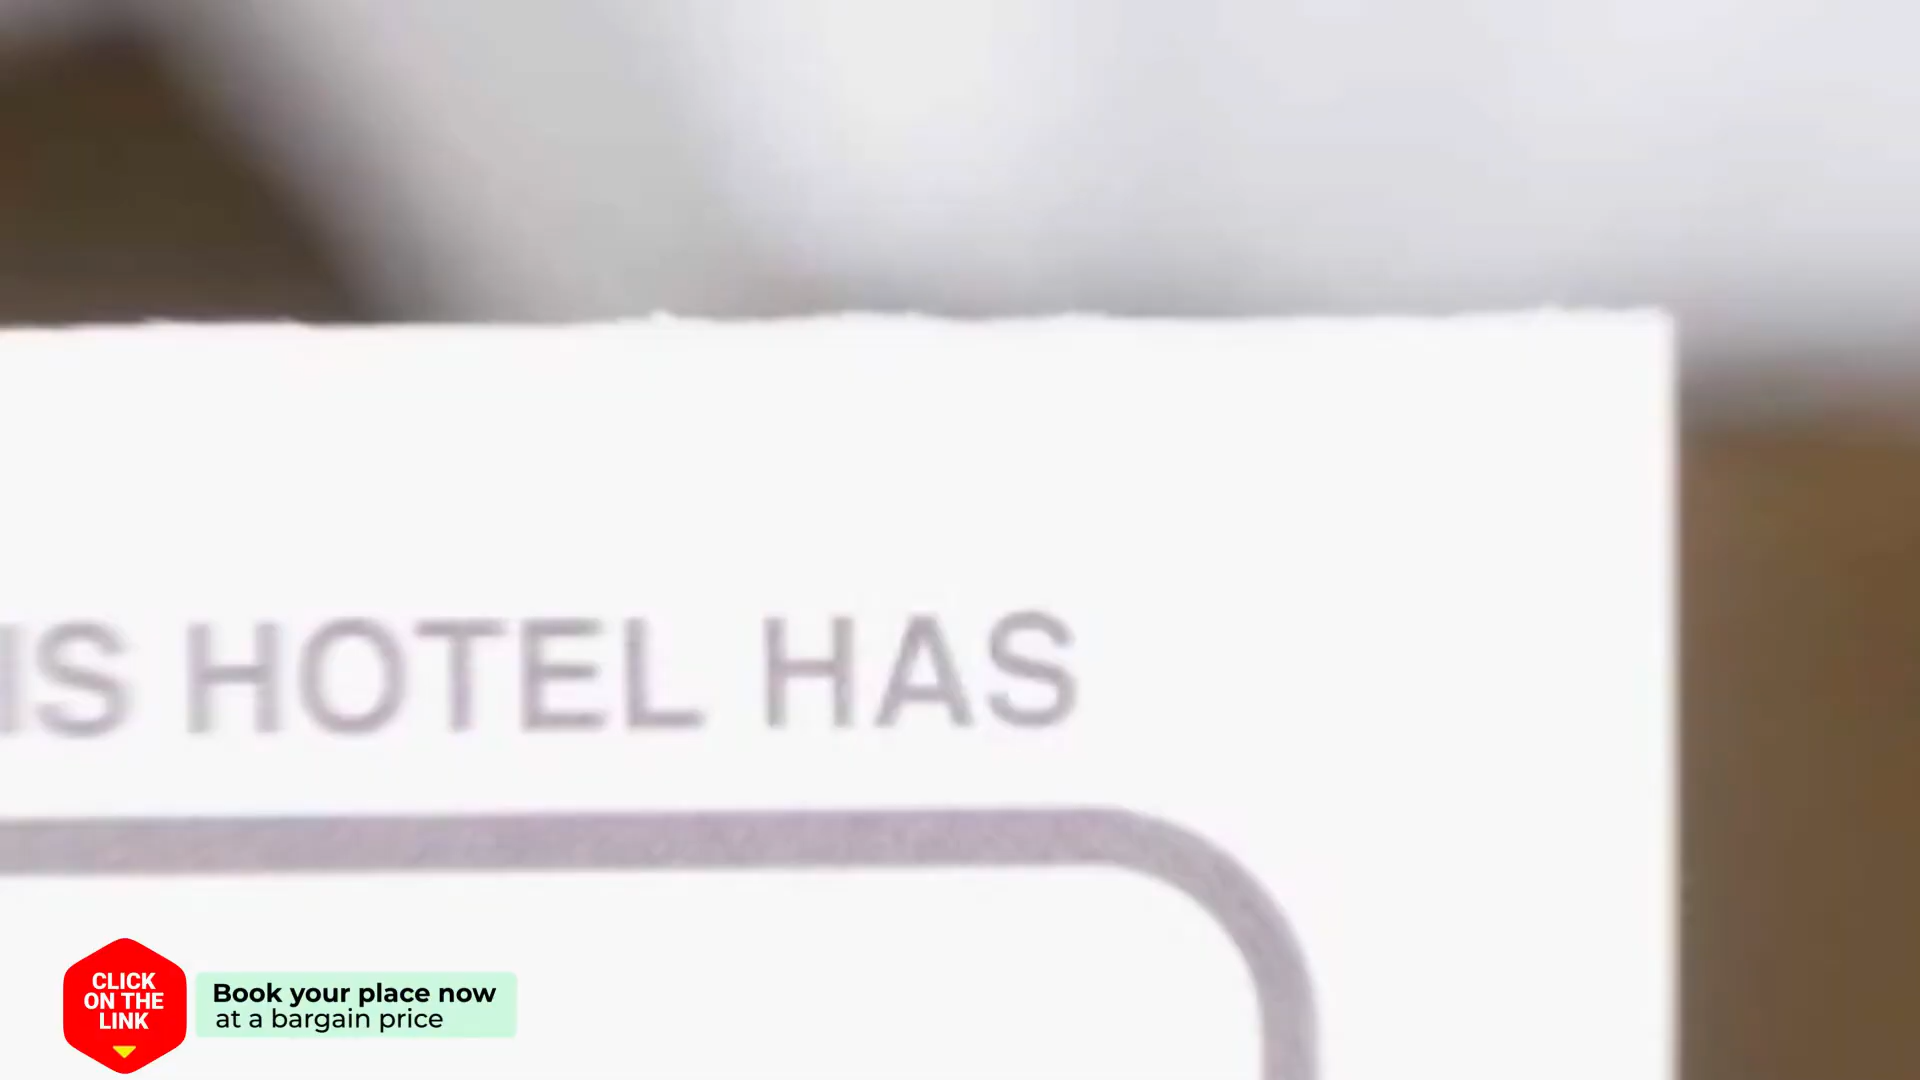 IS HOTEL HAS
CLICK
ON THE
LINK
Book your place now
at a bargain price